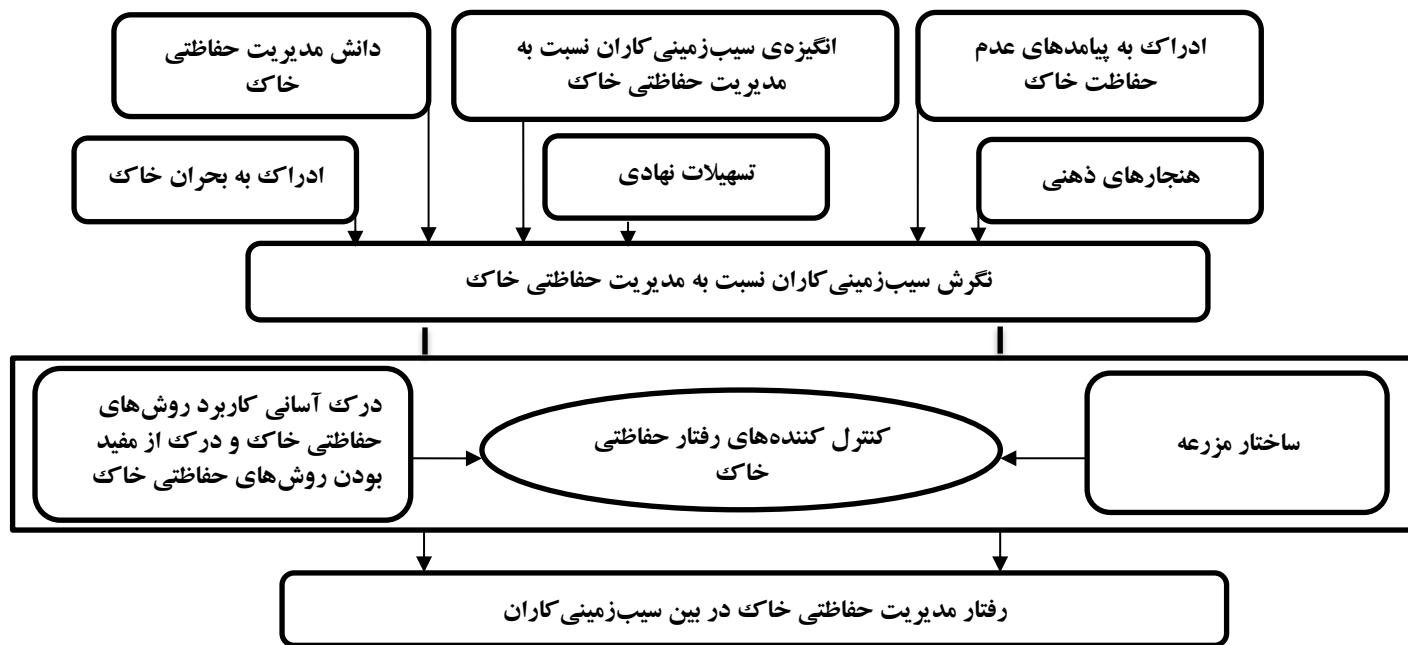 ادراک به پیامدهای عدم
حفاظت خاک
انگیزه‌ی سیب‌زمینی‌کاران نسبت به
مدیریت حفاظتی خاک
دانش مدیریت حفاظتی
خاک
هنجارهای ذهنی
تسهیلات نهادی
ادراک به بحران خاک
نگرش سیب‌زمینی‌کاران نسبت به مدیریت حفاظتی خاک
ساختار مزرعه
کنترل کننده‌های رفتار حفاظتی
خاک
درک آسانی کاربرد روش‌های
حفاظتی خاک و درک از مفید
بودن روش‌های حفاظتی خاک
رفتار مدیریت حفاظتی خاک در بین سیب‌زمینی‌کاران